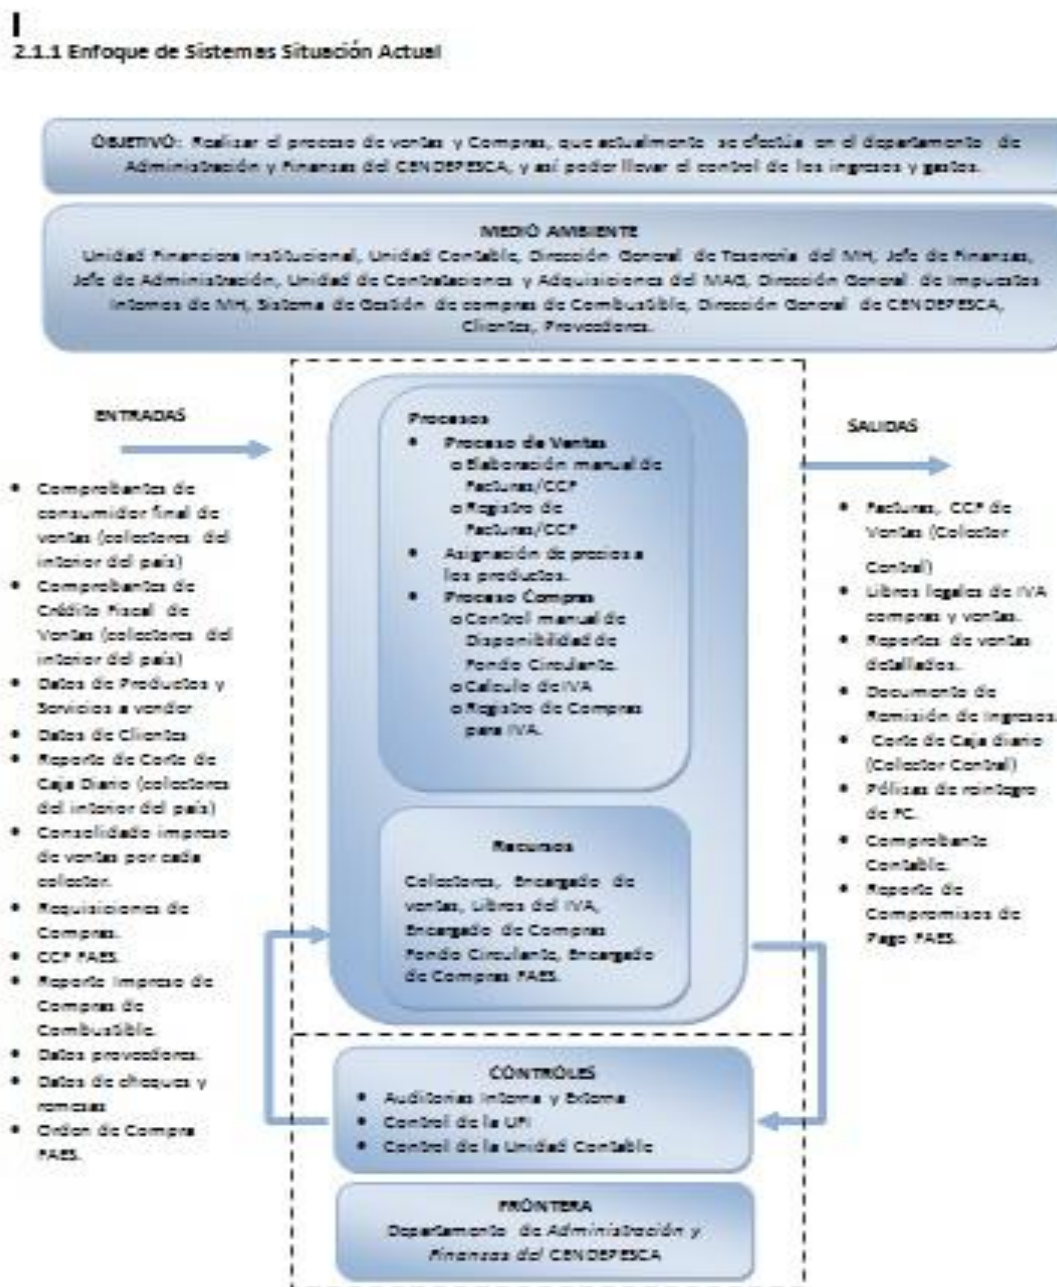 2.1.1 Enfoque de Sistemas Situación Actual
OBJETIVO: Realizar el proceso de ventas y Compras, que actualmente se efectúa en el departamento de
Administración y Finanzas del CENDEPESCA, y así poder llevar el control de los ingresos y gastos.
MEDIO AMBIENTE
Unidad Financiera Institucional, Unidad Contable, Dirección General de Tesorería del MH, Jefe de Finanzas,
Jefe de Administración, Unidad de Contrataciones y Adquisiciones del MAG, Dirección General de Impuestos
Internos de MH, Sistema de Gestión de compras de Combustible, Dirección General de CENDEPESCA,
Clientes, Proveedores.
ENTRADAS
• Comprobantes de
consumidor final de
ventas (colectores del
interior del país)
• Comprobantes de
Crédito Fiscal de
Ventas (colectores del
interior del país)
• Datos de Productos y
Servicios a vender
• Datos de Clientes
• Reporte de Corte de
Caja Diario (colectores
del interior del país)
• Consolidado impreso
de ventas por cada
colector.
• Requisiciones de
Compras.
• CCF FAES.
• Reporte impreso de
Compras de
Combustible.
• Datos proveedores.
• Datos de cheques y
remesas
• Orden de Compra
FAES.
Procesos
• Proceso de Ventas
o Elaboración manual de
Facturas/CCF
o Registro de
Facturas/CCF
• Asignación de precios a
los productos.
• Proceso Compras
o Control manual de
Disponibilidad de
Fondo Circulante.
o Calculo de IVA
o Registro de Compras
para IVA.
Recursos
Colectores, Encargado de
ventas, Libros del IVA,
Encargado de Compras
Fondo Circulante, Encargado
de Compras FAES.
SALIDAS
• Facturas, CCF de
Ventas (Colector
Central)
• Libros legales de IVA
compras y ventas.
• Reportes de ventas
detallados.
• Documento de
Remisión de Ingresos.
• Corte de Caja diario
(Colector Central)
• Pólizas de reintegro
de FC.
• Comprobante
Contable.
• Reporte de
Compromisos de
Pago FAES.
CONTROLES
• Auditorias Interna y Externa
• Control de la UFI
• Control de la Unidad Contable
FRONTERA
Departamento de Administración y
Finanzas del CENDEPESCA